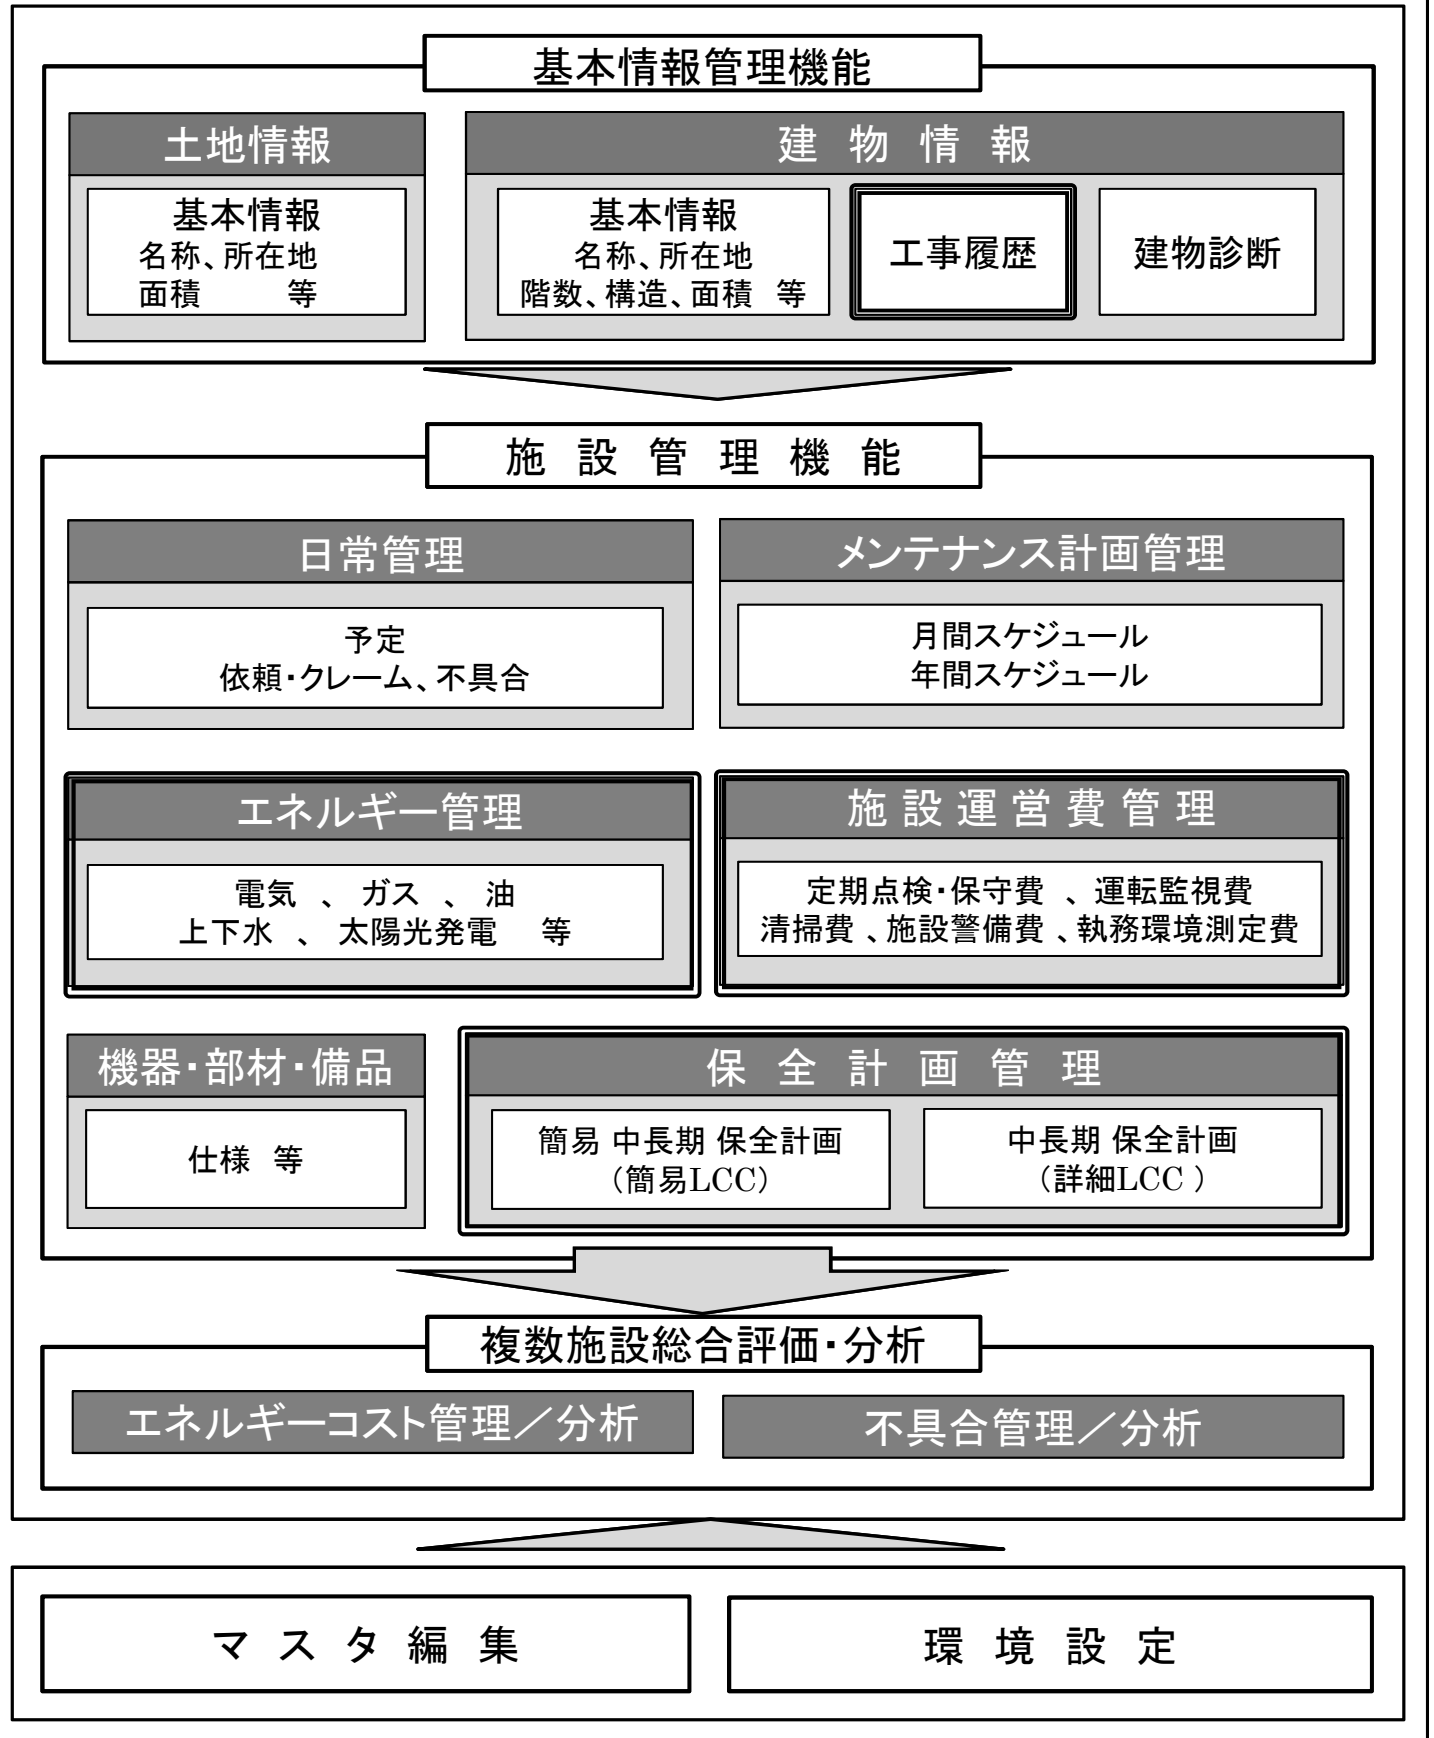 基本情報管理機能
土地情報
基本情報
名称、所在地
面積 等
建 物 情 報
基本情報
名称、所在地
階数、構造、面積 等
工事履歴
建物診断
施 設 管 理 機 能
日常管理
予定
依頼・クレーム、不具合
メンテナンス計画管理
月間スケジュール
年間スケジュール
エネルギー管理
電気 、 ガス 、 油
上下水 、 太陽光発電 等
施 設 運 営 費 管 理
定期点検・保守費 、運転監視費
清掃費 、施設警備費 、執務環境測定費
機器・部材・備品
仕様 等
保 全 計 画 管 理
簡易 中長期 保全計画
（簡易LCC）
中長期 保全計画
（詳細LCC ）
複数施設総合評価・分析
エネルギーコスト管理／分析
不具合管理／分析
マ ス タ 編 集
環 境 設 定